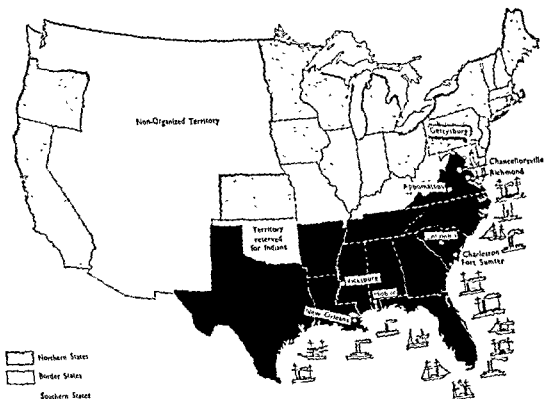 Non-Organized Territory
Gettysburg
Chancellorsville
Richmond
Appomattox
Territory
reserved
for Indians
Charleston
Fort Sumter
Vicksburg
Mobile
New Orleans
Northern States
Border States
Southern States